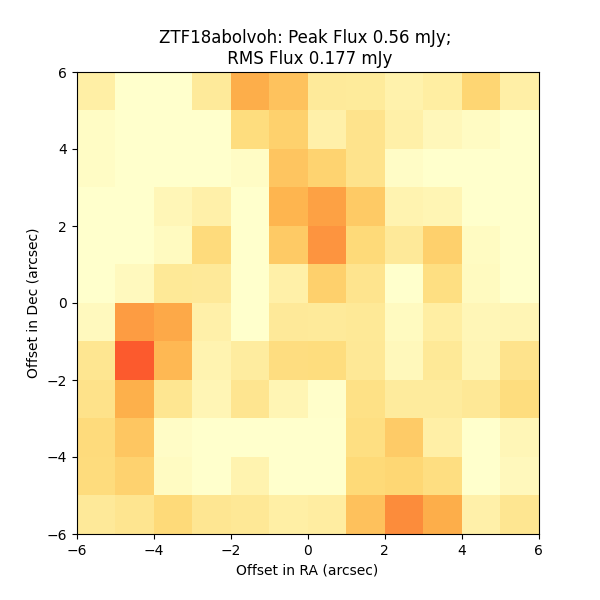 ZTF18abolvoh: Peak Flux 0.56 mJy;
RMS Flux 0.177 mJy
6
4
2
0
−2
−4
−6
Offset in Dec (arcsec)
−6 −4 −2 0 2 4 6
Offset in RA (arcsec)